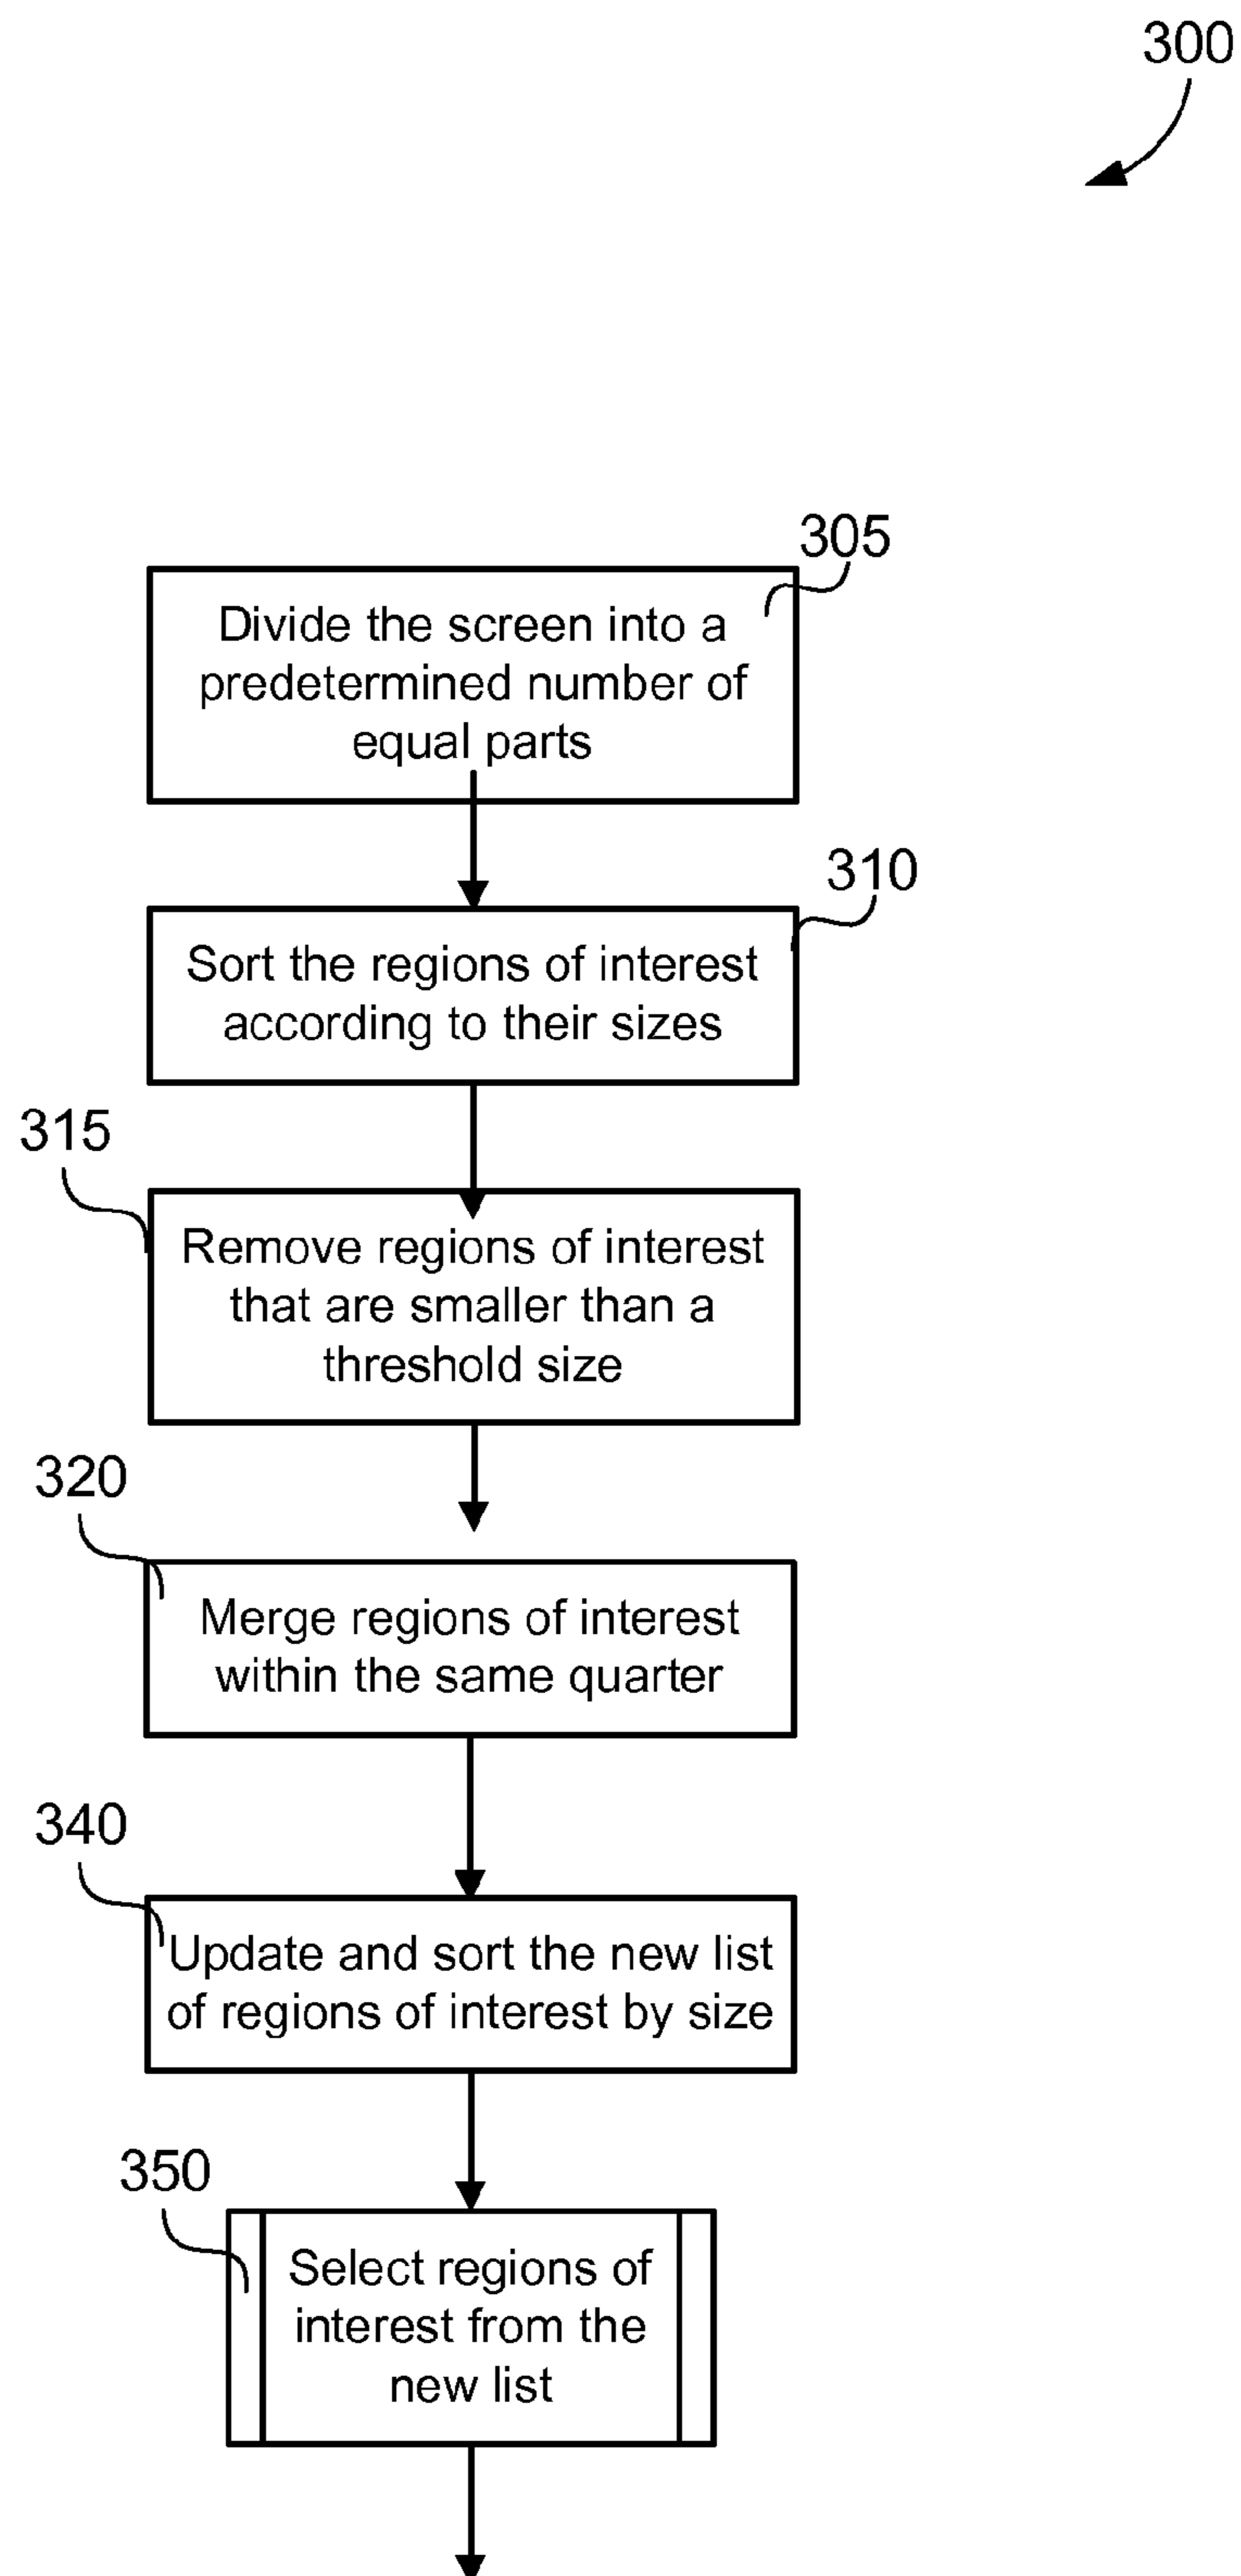 300
305
Divide the screen into a
predetermined number of
equal parts
310
Sort the regions of interest
according to their sizes
315
Remove regions of interest
that are smaller than a
threshold size
320
Merge regions of interest
within the same quarter
340
Update and sort the new list
of regions of interest by size
350
Select regions of
interest from the
new list